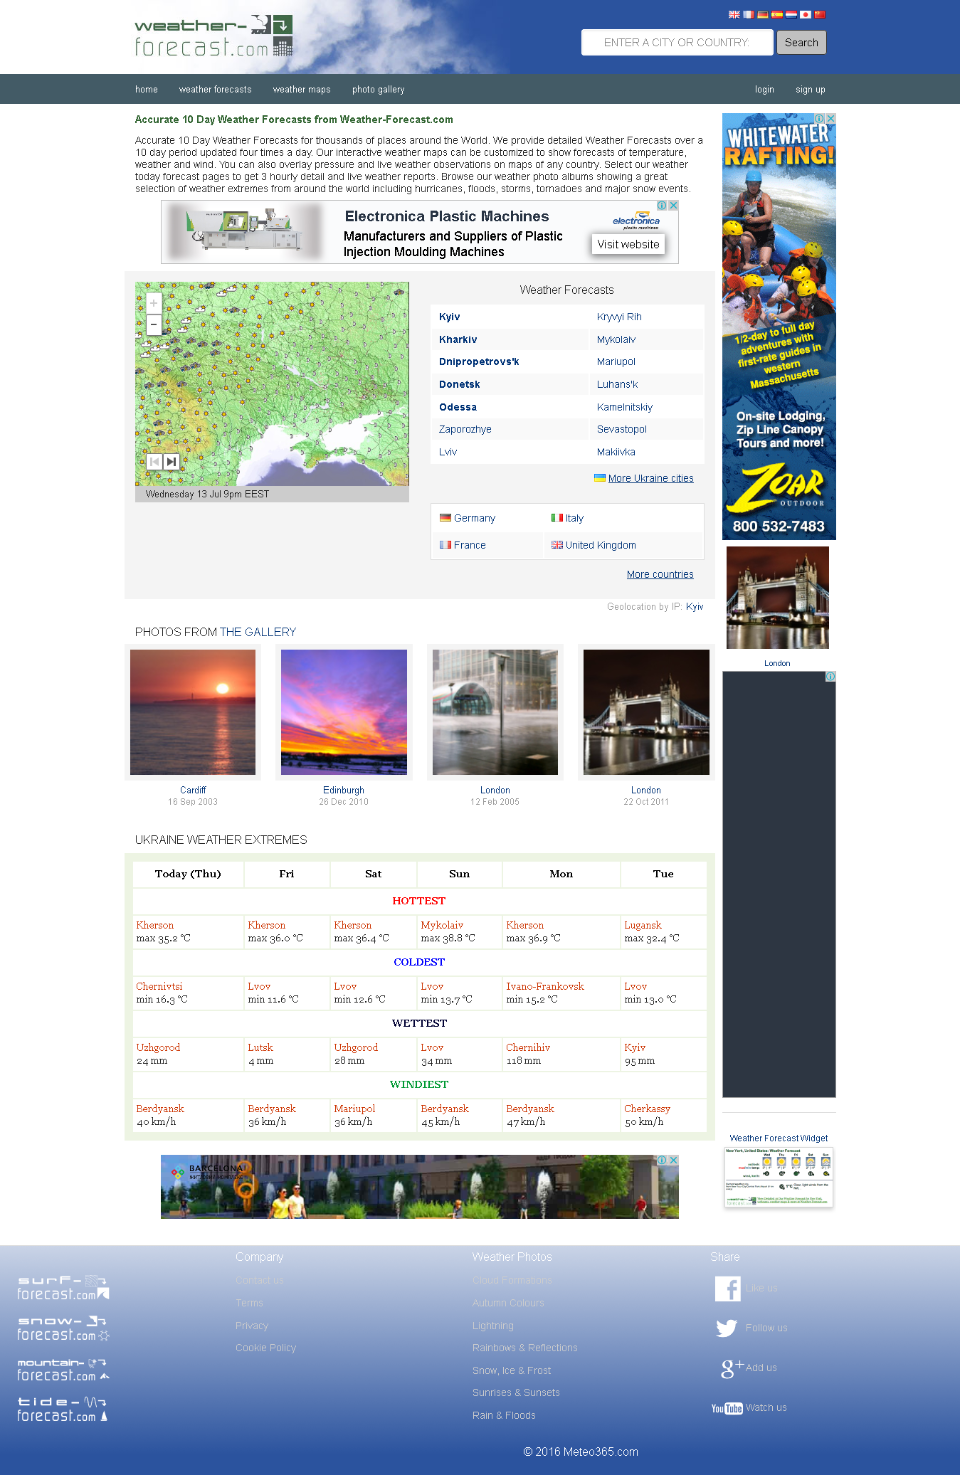 weather-
forecast.com
ENTER A CITY OR COUNTRY:
Search
home weather forecasts weather maps photo gallery login sign up
Accurate 10 Day Weather Forecasts from Weather-Forecast.com
Accurate 10 Day Weather Forecasts for thousands of places around the World. We provide detailed Weather Forecasts over a
10 day period updated four times a day. Our interactive weather maps can be customized to show forecasts of temperature,
weather and wind. You can also overlay pressure and live weather observations on maps of any country. Select out weather
today forecast pages to get 3 hourly detail and live weather reports. Browse our weather photo albums showing a great
selection of weather extremes from around the world including hurricanes, floods, storms, tornadoes and major snow events.
Electronica Plastic Machines
Manufacturers and Suppliers of Plastic
Injection Moulding Machines
electronica
plastic machines
Visit website
WHITEWATER
RAFTING!
1/2-day to full day
adventures with
first-rate guides in
western
Massachusetts
On-site Lodging,
Zip Line Canopy
Tours and more!
ZOAR
OUTDOOR
800 532-7483
London
+
−
Wednesday 13 Jul 9pm EEST
Weather Forecasts
Kyiv Kryvyi Rih
Kharkiv Mykolaiv
Dnipropetrovs'k Mariupol
Donetsk Luhans'k
Odessa Kamelnitskiy
Zaporozhye Sevastopol
Lviv Makiivka
More Ukraine cities
Germany Italy
France United Kingdom
More countries
Geolocation by IP: Kyiv
PHOTOS FROM THE GALLERY
Cardiff Edinburgh London London
16 Sep 2003 26 Dec 2010 12 Feb 2005 22 Oct 2011
UKRAINE WEATHER EXTREMES
Today (Thu) Fri Sat Sun Mon Tue
HOTTEST
Kherson Kherson Kherson Mykolaiv Kherson Lugansk
max 35.2 °C max 36.0 °C max 36.4 °C max 38.8 °C max 36.9 °C max 32.4 °C
COLDEST
Chernivtsi Lvov Lvov Lvov Ivano-Frankovsk Lvov
min 16.3 °C min 11.6 °C min 12.6 °C min 13.7 °C min 15.2 °C min 13.0 °C
WETTEST
Uzhgorod Lutsk Uzhgorod Lvov Chernihiv Kyiv
24 mm 4 mm 28 mm 34 mm 118 mm 95 mm
WINDIEST
Berdyansk Berdyansk Mariupol Berdyansk Berdyansk Cherkassy
40 km/h 36 km/h 36 km/h 45 km/h 47 km/h 50 km/h
BARCELONA
Weather Forecast Widget
New York, United States: Weather Forecast
Company Weather Photos Share
Contact us Cloud Formations Like us
Terms Autumn Colours
Privacy Lightning Follow us
Cookie Policy Rainbows & Reflections
Snow, Ice & Frost Add us
Sunrises & Sunsets
Rain & Floods Watch us
surf-
forecast.com
snow-
forecast.com
mountain-
forecast.com
tide-
forecast.com
f
g+
YouTube
© 2016 Meteo365.com